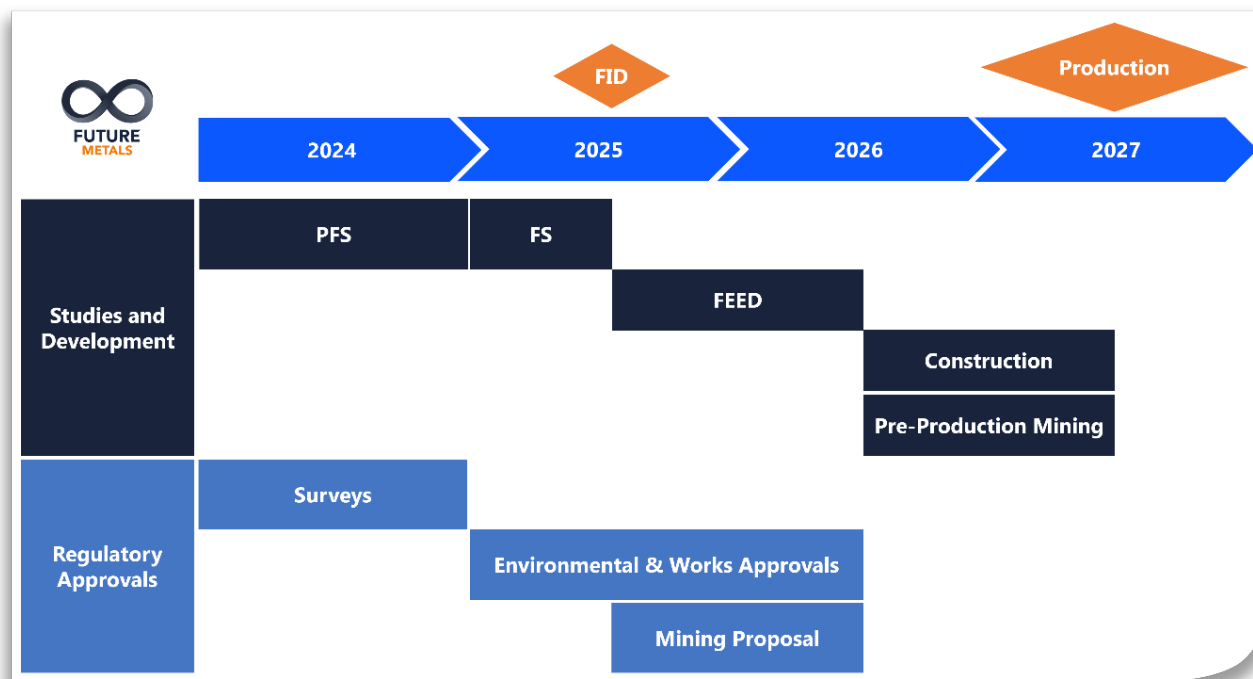 FID
Production
FUTURE
METALS
2024
2025
2026
2027
Studies and
Development
PFS
FS
FEED
Construction
Pre-Production Mining
Regulatory
Approvals
Surveys
Environmental & Works Approvals
Mining Proposal